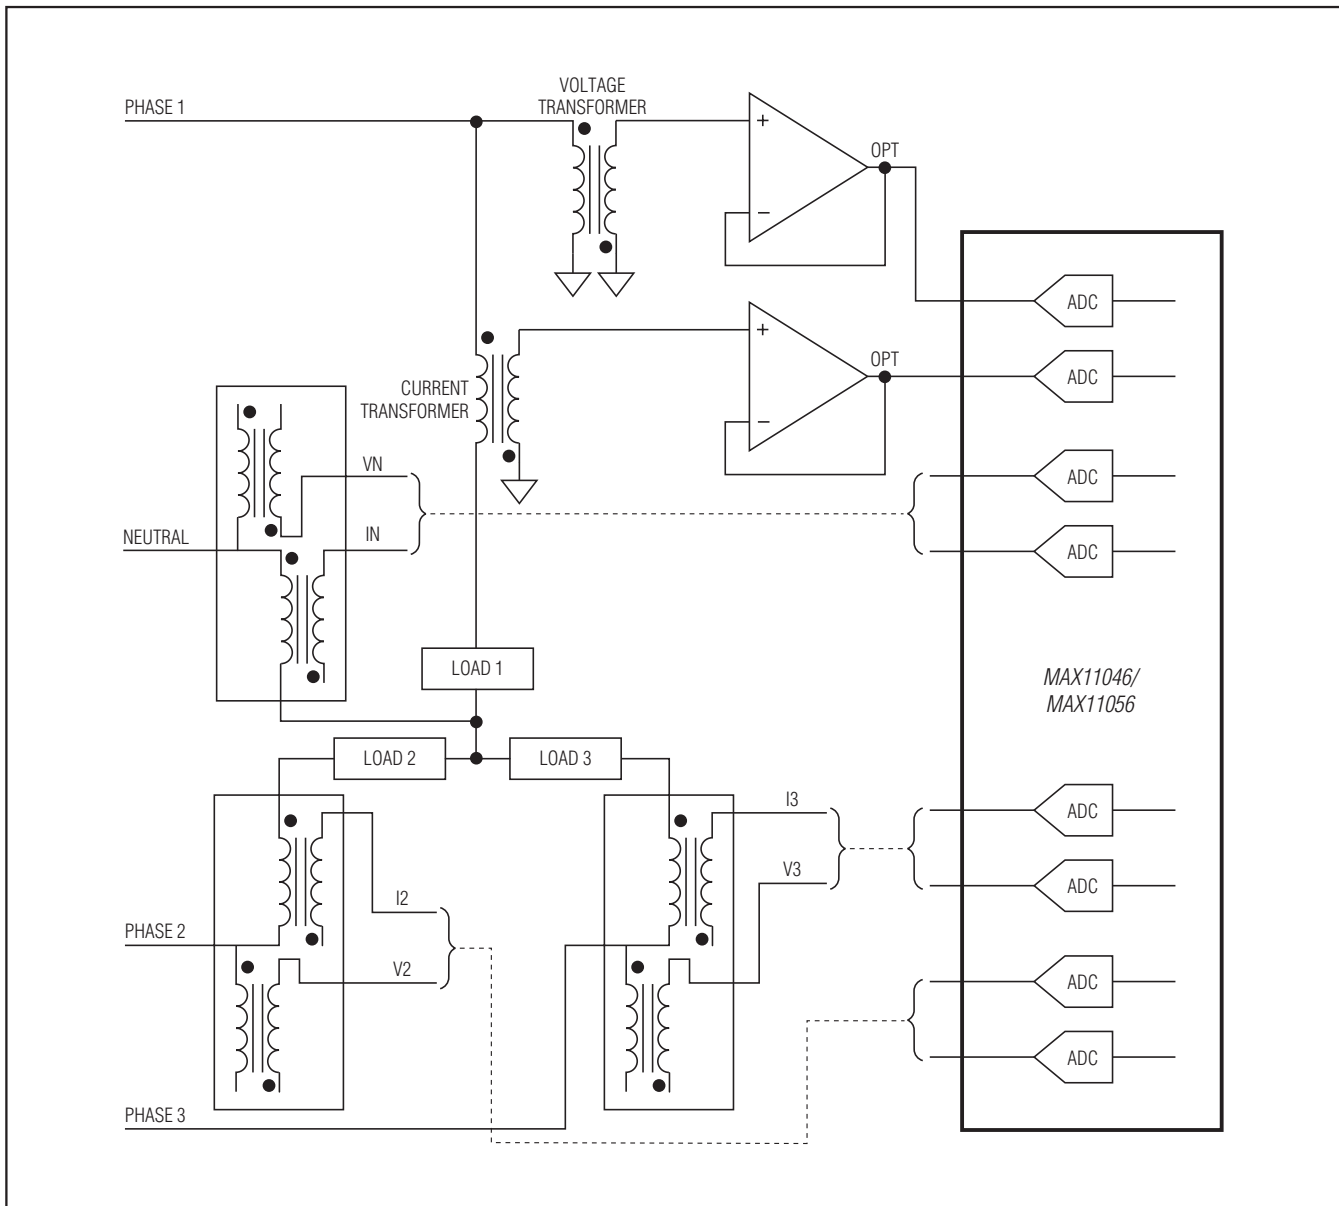 VOLTAGE
TRANSFORMER
PHASE 1
+
OPT
−
ADC
+
OPT
ADC
CURRENT
TRANSFORMER
−
VN
ADC
NEUTRAL
IN
ADC
LOAD 1
MAX11046/
MAX11056
LOAD 2
LOAD 3
I3
ADC
V3
ADC
I2
PHASE 2
V2
ADC
ADC
PHASE 3